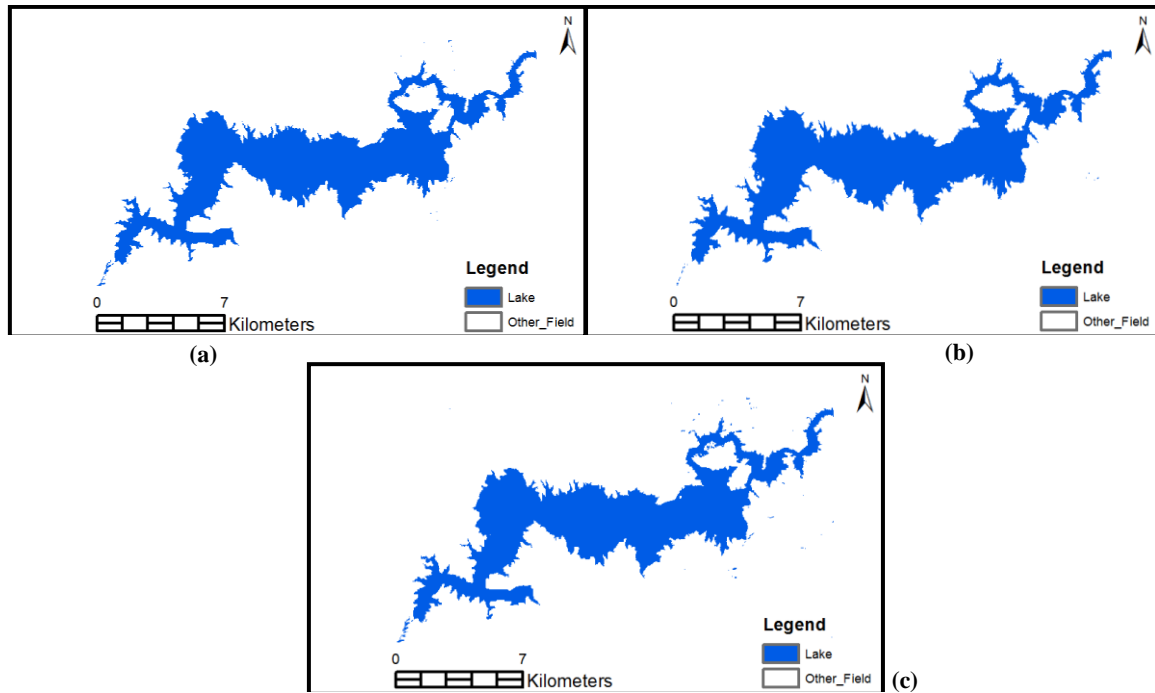 N
Legend
Lake
Other_Field
0 7
Kilometers
(a)
N
Legend
Lake
Other_Field
0 7
Kilometers
(b)
N
Legend
Lake
Other_Field
0 7
Kilometers
(c)